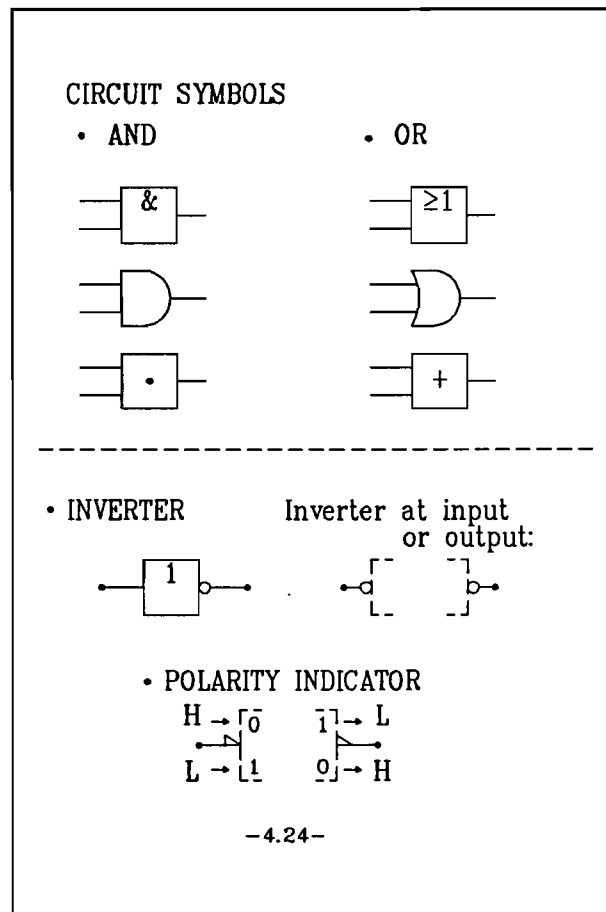 CIRCUIT SYMBOLS
• AND
• OR
&
≥1
•
+
• INVERTER
Inverter at input
or output:
1
• POLARITY INDICATOR
H → 0
1 → L
L → 1
0 → H
-4.24-